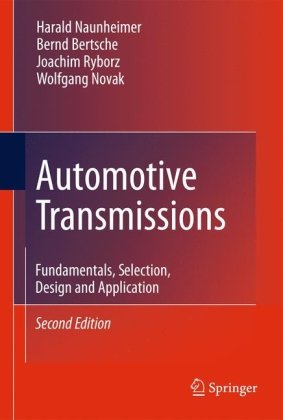 Harald Naunheimer
Bernd Bertsche
Joachim Ryborz
Wolfgang Novak
Automotive
Transmissions
Fundamentals, Selection,
Design and Application
Second Edition
Springer